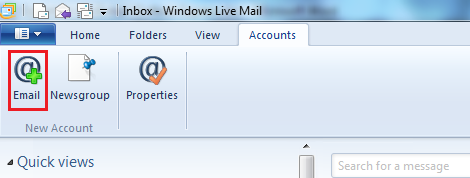 Inbox - Windows Live Mail
Home Folders View Accounts
Email Newsgroup Properties
New Account
Quick views
Search for a message